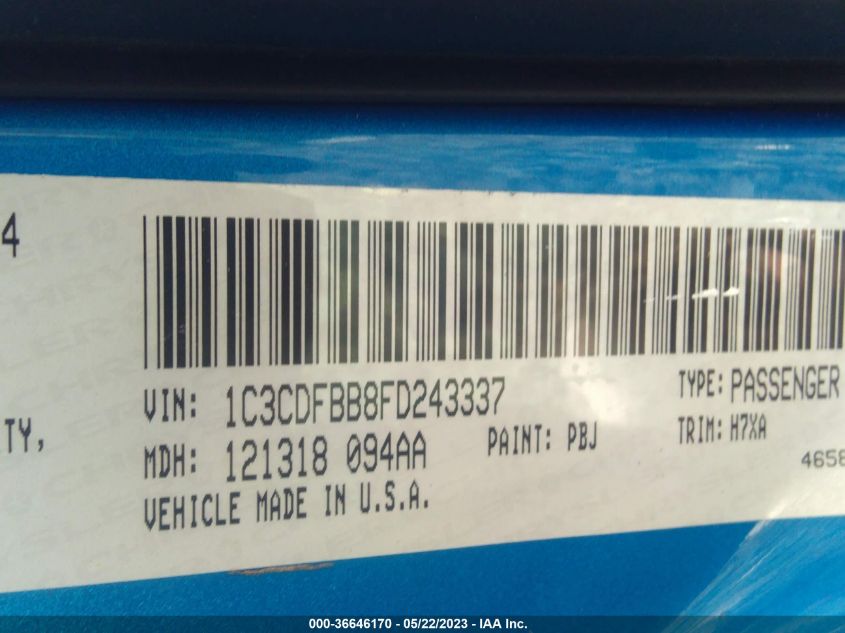 4
VIN: 1C3CDFBB8FD243337
TYPE: PASSENGER
TY,
MDH: 121318 094AA
PAINT: PBJ
TRIM: H7XA
4658
VEHICLE MADE IN U.S.A.
000-36646170 — 05/22/2023 — IAA Inc.